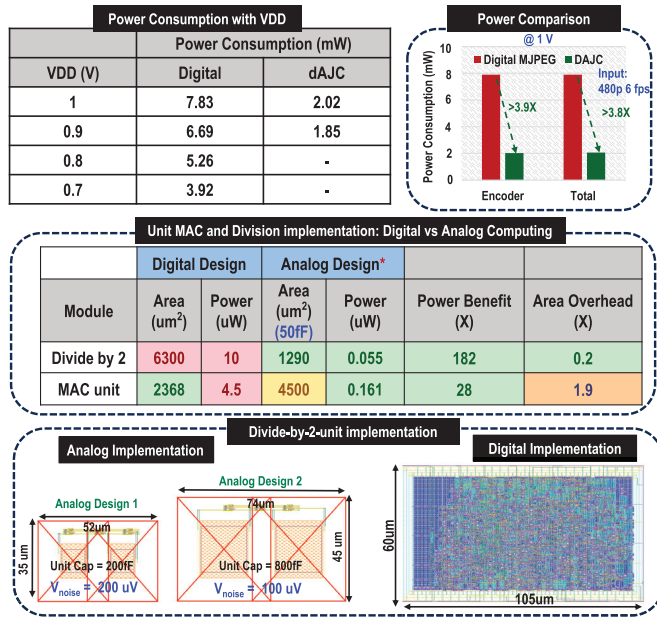 Power Consumption with VDD
Power Consumption (mW)
VDD (V) Digital dAJC
1 7.83 2.02
0.9 6.69 1.85
0.8 5.26 -
0.7 3.92 -
Power Comparison
@ 1 V
Power Consumption (mW)
10
8
6
4
2
0
Digital MJPEG DAJC
Input:
480p 6 fps
>3.9X
>3.8X
Encoder Total
Unit MAC and Division implementation: Digital vs Analog Computing
Digital Design Analog Design*
Module Area (um²) Power (uW) Area (um²) (50fF) Power (uW) Power Benefit (X) Area Overhead (X)
Divide by 2 6300 10 1290 0.055 182 0.2
MAC unit 2368 4.5 4500 0.161 28 1.9
Divide-by-2-unit implementation
Analog Implementation
Analog Design 1
52um
35 um
Unit Cap = 200fF
Vnoise = 200 uV
Analog Design 2
74um
45 um
Unit Cap = 800fF
Vnoise = 100 uV
Digital Implementation
60um
105um